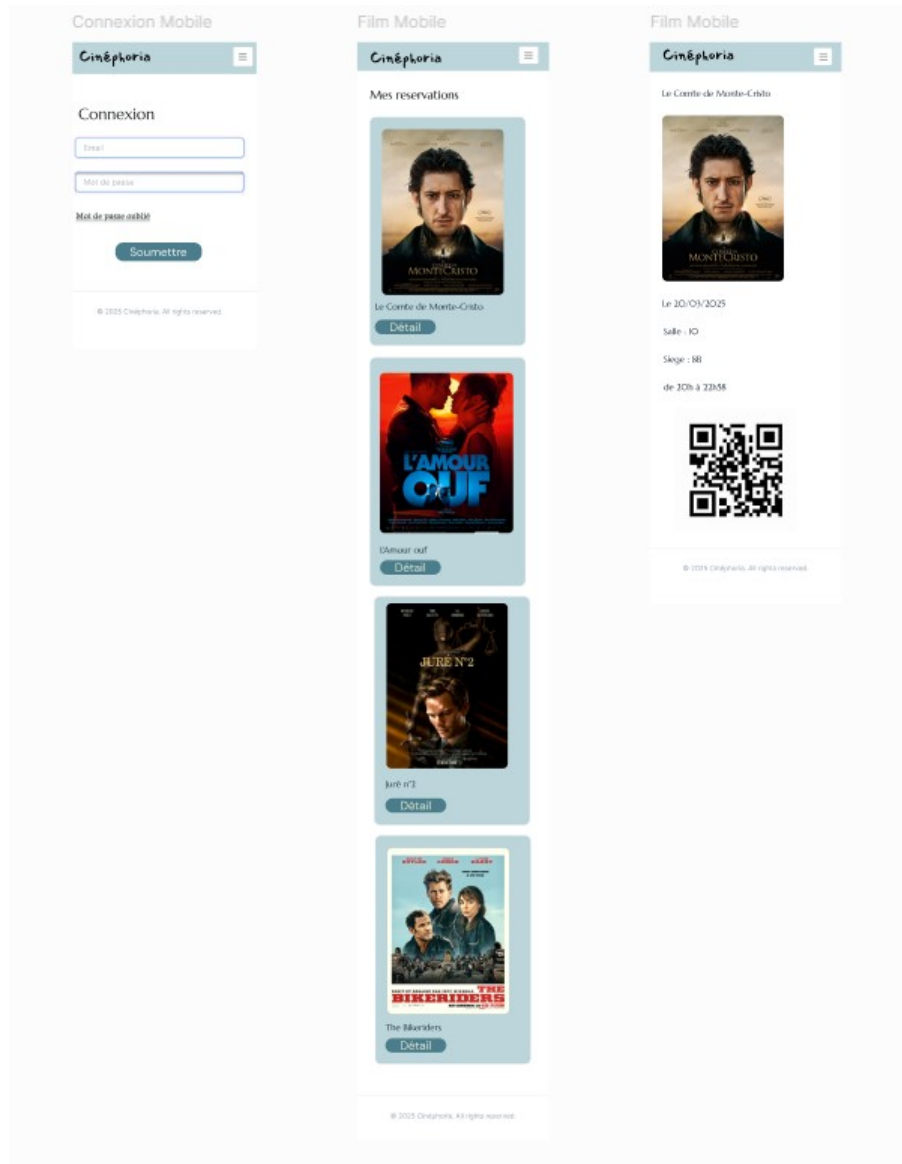 Connexion Mobile
Cinéphoria
Connexion
Email
Mot de passe
Mot de passe oublié
Soumettre
© 2025 Cinéphoria. All rights reserved.
Film Mobile
Cinéphoria
Mes reservations
MONTECRISTO
Le Comte de Monte-Cristo
Détail
L'AMOUR
OUF
L'Amour ouf
Détail
JURÉ N°2
Juré n°2
Détail
THE
BIKERIDERS
The Bikeriders
Détail
© 2025 Cinéphoria. All rights reserved.
Film Mobile
Cinéphoria
Le Comte de Monte-Cristo
MONTECRISTO
Le 20/03/2025
Salle : 10
Siege : 8B
de 20h à 22h58
© 2025 Cinéphoria. All rights reserved.